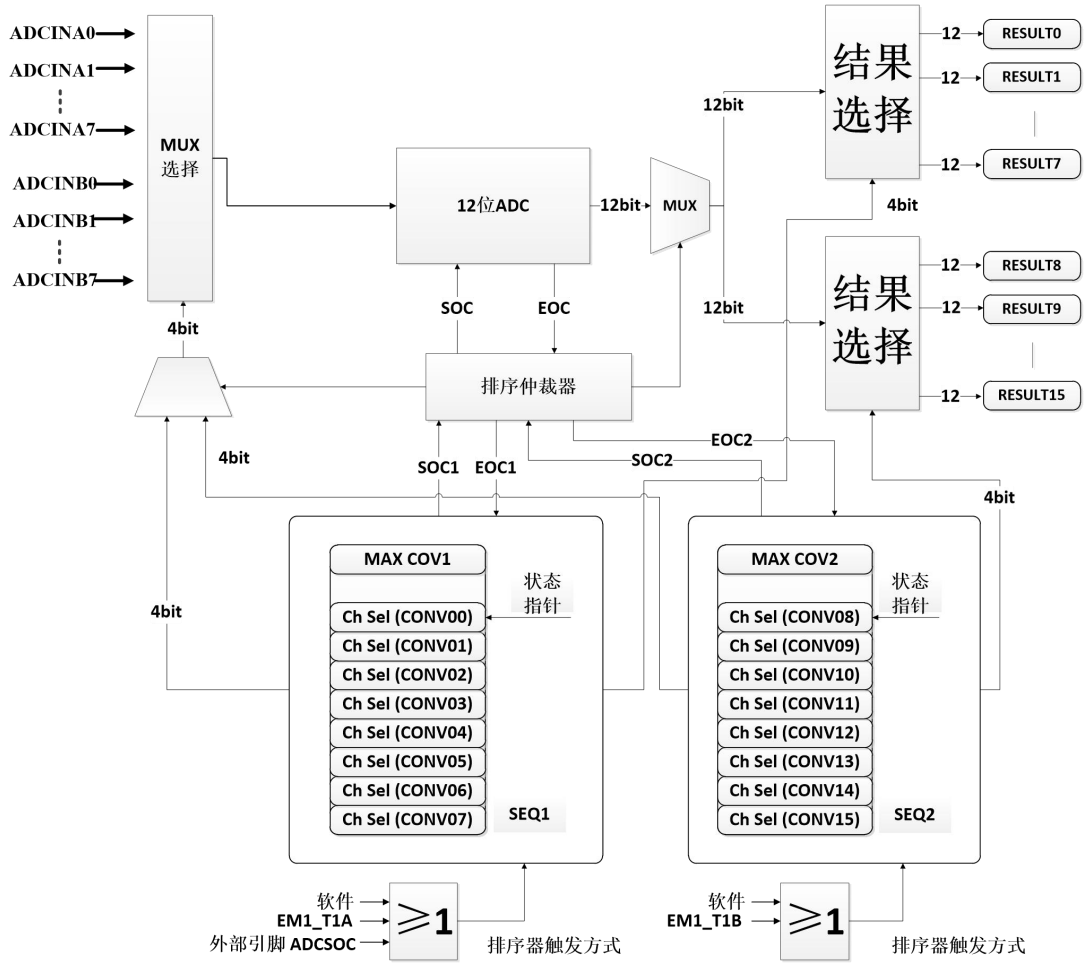 ADCINA0
ADCINA1
ADCINA7
ADCINB0
ADCINB1
ADCINB7
MUX
选择
4bit
12位ADC
12bit
MUX
12bit
12bit
结果
选择
12
RESULT0
12
RESULT1
12
RESULT7
4bit
结果
选择
12
RESULT8
12
RESULT9
12
RESULT15
SOC
EOC
排序仲裁器
4bit
SOC1
EOC1
SOC2
EOC2
4bit
4bit
MAX COV1
状态
指针
Ch Sel (CONV00)
Ch Sel (CONV01)
Ch Sel (CONV02)
Ch Sel (CONV03)
Ch Sel (CONV04)
Ch Sel (CONV05)
Ch Sel (CONV06)
Ch Sel (CONV07)
SEQ1
MAX COV2
状态
指针
Ch Sel (CONV08)
Ch Sel (CONV09)
Ch Sel (CONV10)
Ch Sel (CONV11)
Ch Sel (CONV12)
Ch Sel (CONV13)
Ch Sel (CONV14)
Ch Sel (CONV15)
SEQ2
软件
EM1_T1A
外部引脚 ADCSOC
≥1
排序器触发方式
软件
EM1_T1B
≥1
排序器触发方式